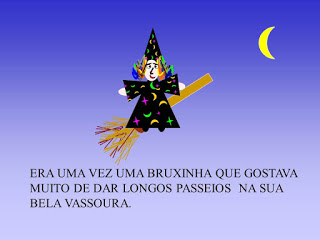 ERA UMA VEZ UMA BRUXINHA QUE GOSTAVA
MUITO DE DAR LONGOS PASSEIOS NA SUA
BELA VASSOURA.